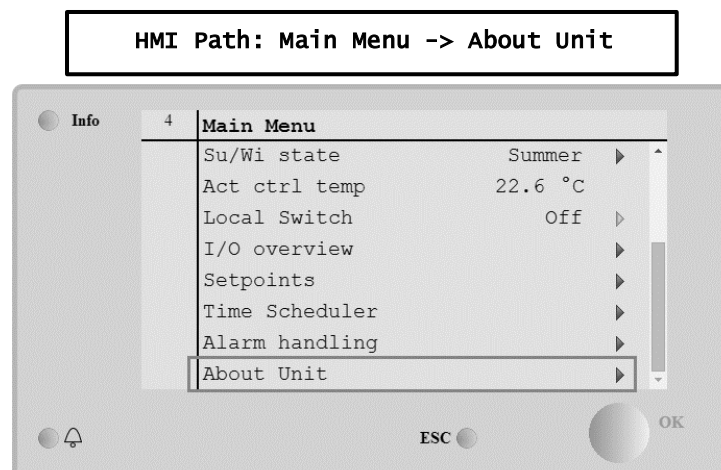 HMI Path: Main Menu -> About Unit
Info
4 Main Menu
Su/Wi state Summer
Act ctrl temp 22.6 °C
Local Switch Off
I/O overview
Setpoints
Time Scheduler
Alarm handling
About Unit
ESC OK